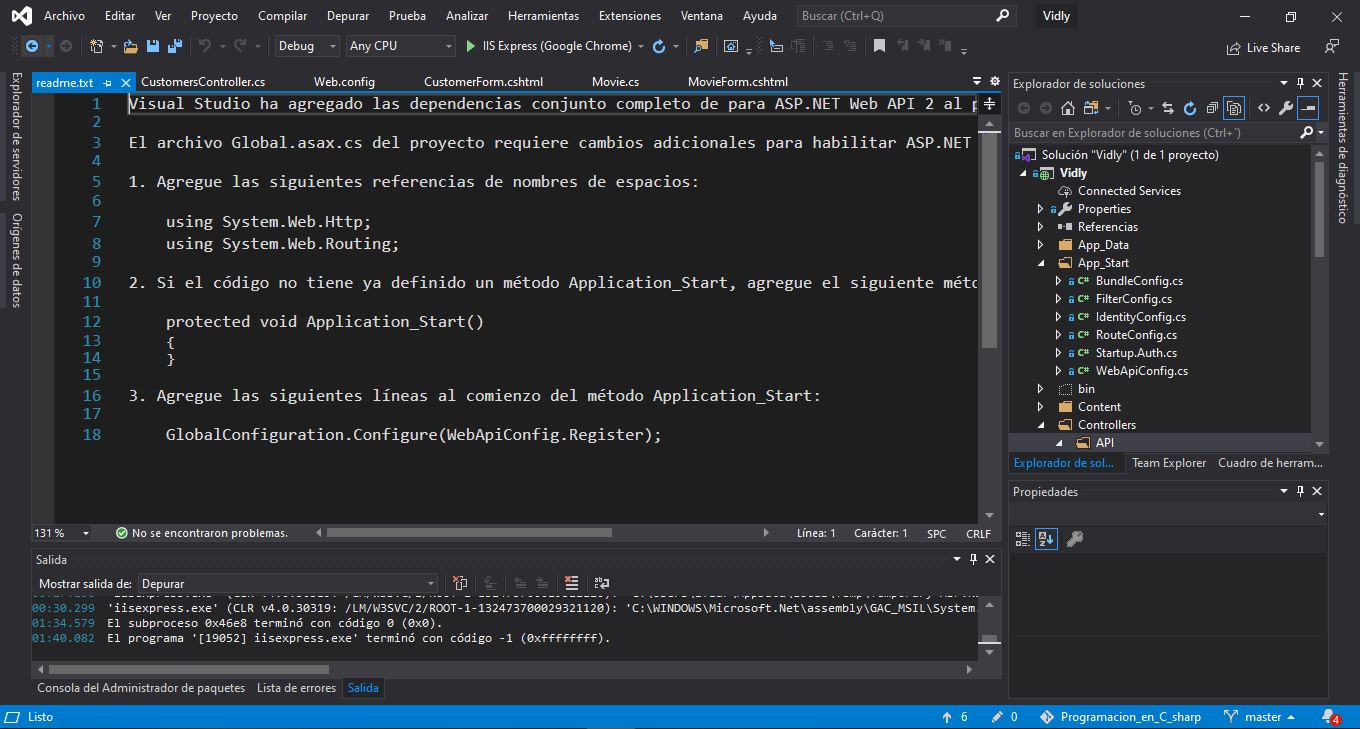 Archivo Editar Ver Proyecto Compilar Depurar Prueba Analizar Herramientas Extensiones Ventana Ayuda Buscar (Ctrl+Q) Vidly
Debug Any CPU IIS Express (Google Chrome) Live Share
Explorador de servidores
Orígenes de datos
readme.txt CustomersController.cs Web.config CustomerForm.cshtml Movie.cs MovieForm.cshtml
1 Visual Studio ha agregado las dependencias conjunto completo de para ASP.NET Web API 2 al
2
3 El archivo Global.asax.cs del proyecto requiere cambios adicionales para habilitar ASP.NET
4
5 1. Agregue las siguientes referencias de nombres de espacios:
6
7 using System.Web.Http;
8 using System.Web.Routing;
9
10 2. Si el código no tiene ya definido un método Application_Start, agregue el siguiente
11
12 protected void Application_Start()
13 {
14 }
15
16 3. Agregue las siguientes líneas al comienzo del método Application_Start:
17
18 GlobalConfiguration.Configure(WebApiConfig.Register);
131 % No se encontraron problemas. Línea: 1 Carácter: 1 SPC CRLF
Salida
Mostrar salida de: Depurar
00:30.299 'iisexpress.exe' (CLR v4.0.30319: /LM/W3SVC/2/ROOT-1-132473700029321120): 'C:\WINDOWS\Microsoft.Net\assembly\GAC_MSIL\System.
01:34.579 El subproceso 0x46e8 terminó con código 0 (0x0).
01:40.082 El programa '[19052] iisexpress.exe' terminó con código -1 (0xffffffff).
Consola del Administrador de paquetes Lista de errores Salida
Explorador de soluciones
Buscar en Explorador de soluciones (Ctrl+´)
Solución "Vidly" (1 de 1 proyecto)
Vidly
Connected Services
Properties
Referencias
App_Data
App_Start
C# BundleConfig.cs
C# FilterConfig.cs
C# IdentityConfig.cs
C# RouteConfig.cs
C# Startup.Auth.cs
C# WebApiConfig.cs
bin
Content
Controllers
API
Explorador de sol... Team Explorer Cuadro de herram...
Propiedades
Herramientas de diagnóstico
Listo 6 0 Programacion_en_C_sharp master 4